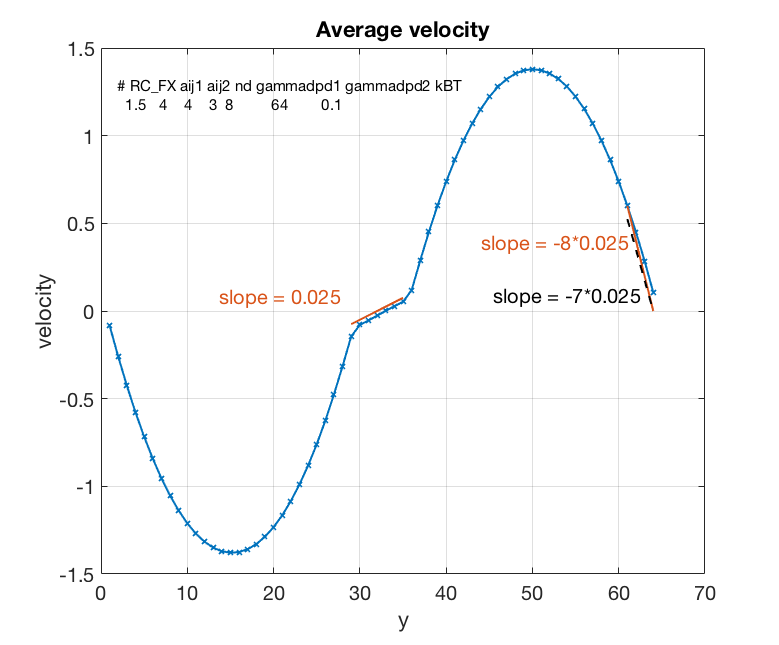 Average velocity
1.5
# RC_FX aij1 aij2 nd gammadpd1 gammadpd2 kBT
1.5 4 4 3 8 64 0.1
1
0.5
slope = -8*0.025
slope = 0.025
slope = -7*0.025
0
velocity
-0.5
-1
-1.5
0 10 20 30 40 50 60 70
y